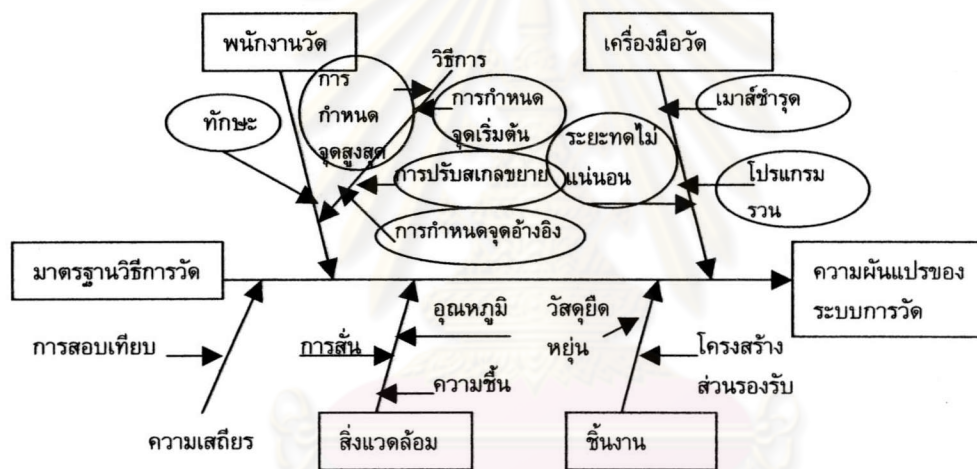 พนักงานวัด
เครื่องมือวัด
วิธีการ
การ
กำหนด
จุดสูงสุด
การกำหนด
จุดเริ่มต้น
ทักษะ
เมาส์ชำรุด
ระยะทดไม่
แน่นอน
โปรแกรม
รวน
การปรับสเกลขยาย
การกำหนดจุดอ้างอิง
มาตรฐานวิธีการวัด
ความผันแปรของ
ระบบการวัด
การสอบเทียบ
ความเสถียร
การสั่น
อุณหภูมิ
ความชื้น
วัสดุยืด
หยุ่น
โครงสร้าง
ส่วนรองรับ
สิ่งแวดล้อม
ชิ้นงาน